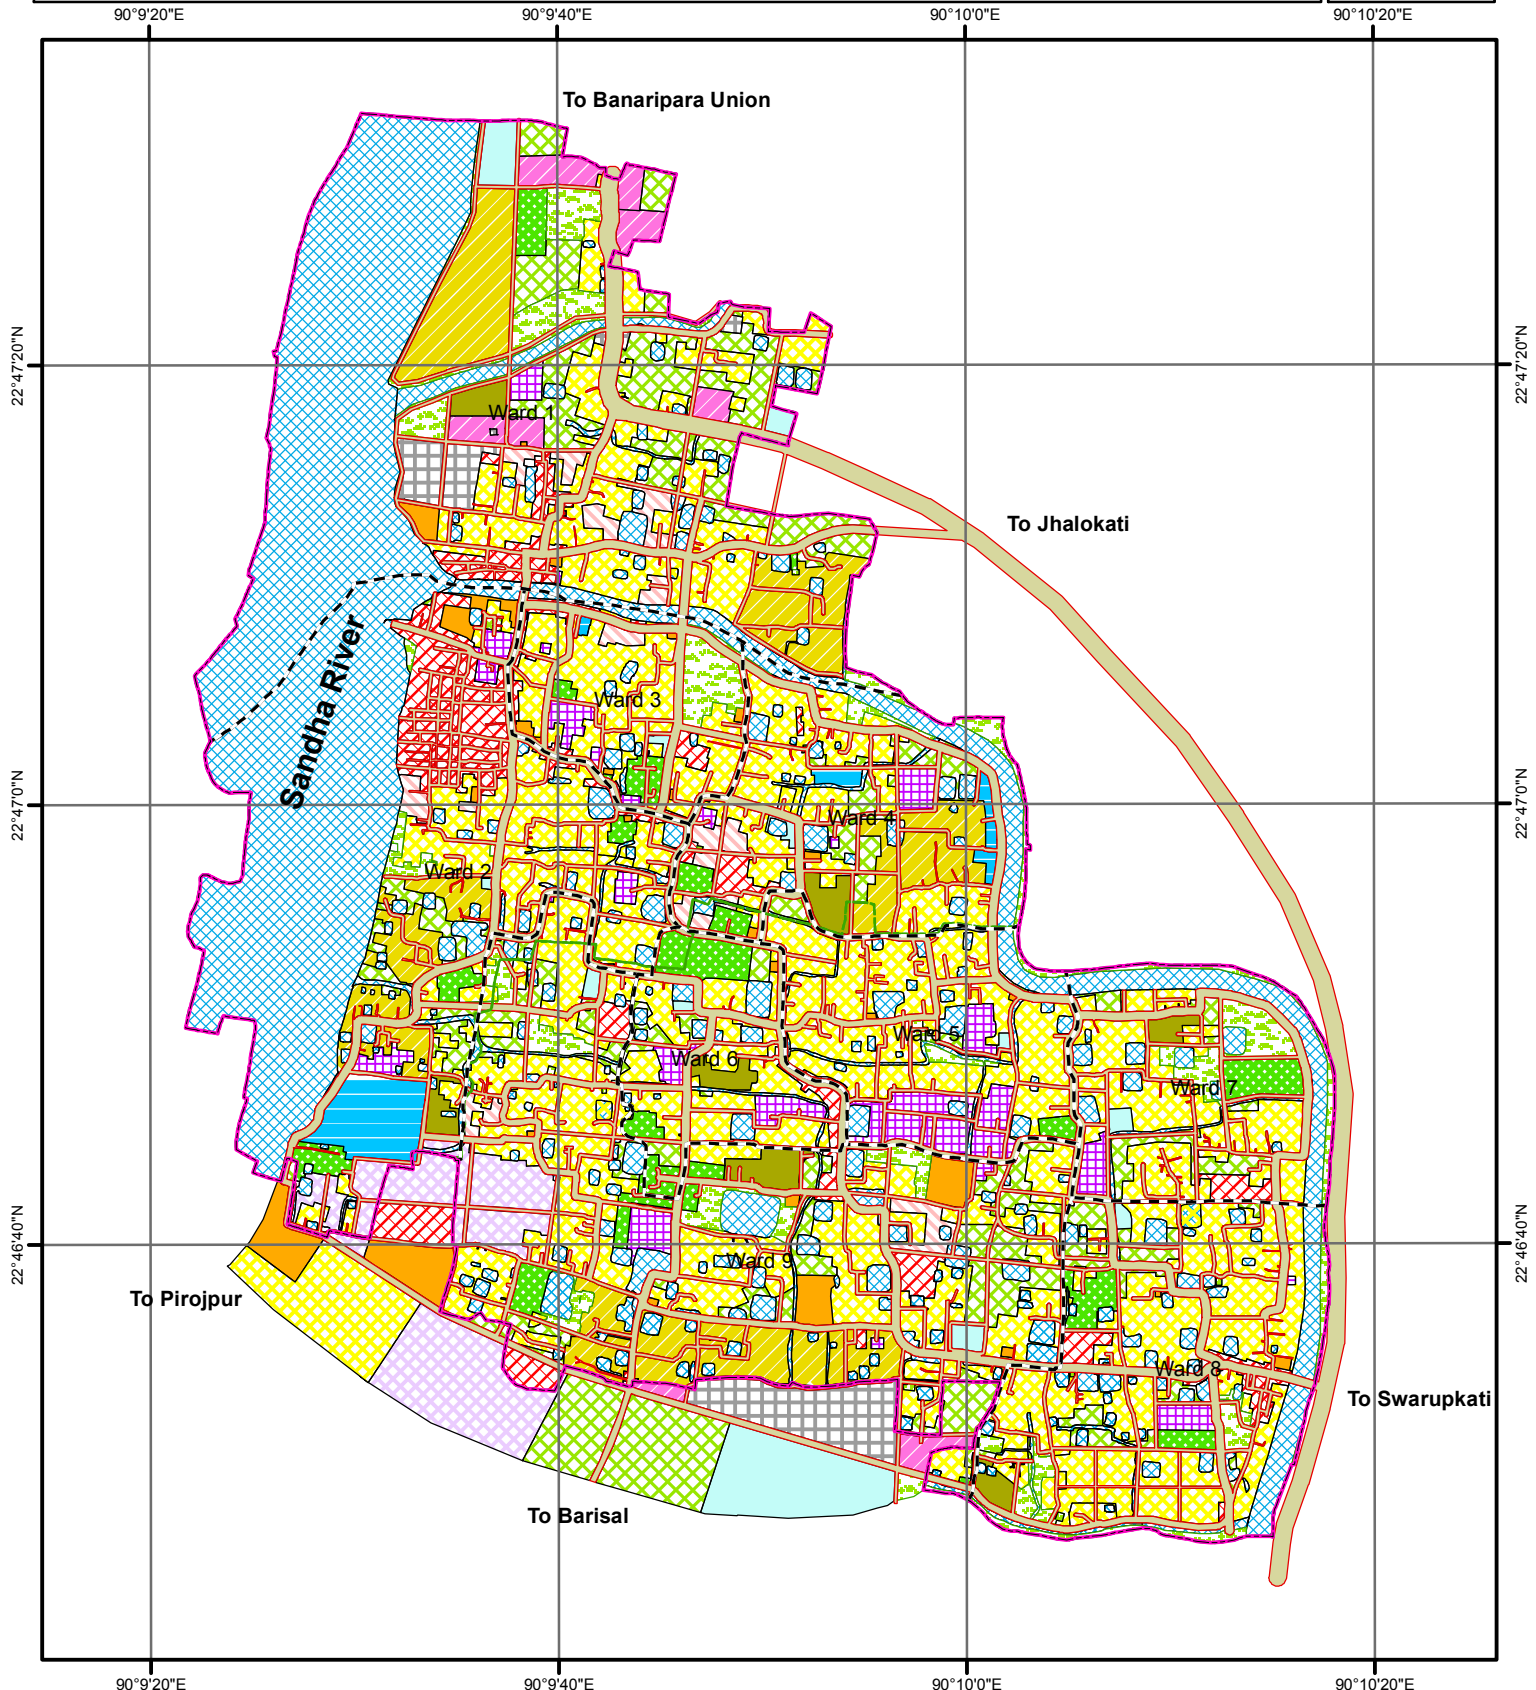 90°9'20"E
90°9'40"E
90°10'0"E
90°10'20"E
To Banaripara Union
22°47'20"N
22°47'20"N
Ward 1
To Jhalokati
Sandha River
Ward 3
22°47'0"N
22°47'0"N
Ward 4
Ward 2
Ward 5
Ward 6
Ward 7
22°46'40"N
22°46'40"N
Ward 9
To Pirojpur
Ward 8
To Swarupkati
To Barisal
90°9'20"E
90°9'40"E
90°10'0"E
90°10'20"E